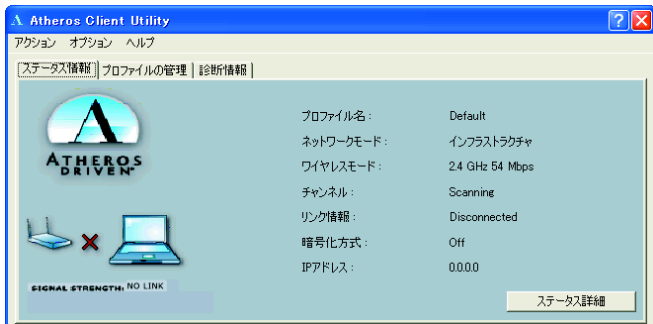 Atheros Client Utility
アクション オプション ヘルプ
ステータス情報 プロファイルの管理 診断情報
ATHEROS
DRIVEN
プロファイル名 : Default
ネットワークモード : インフラストラクチャ
ワイヤレスモード : 2.4 GHz 54 Mbps
チャンネル : Scanning
リンク情報 : Disconnected
暗号化方式 : Off
IPアドレス : 0.0.0.0
SIGNAL STRENGTH: NO LINK
ステータス詳細